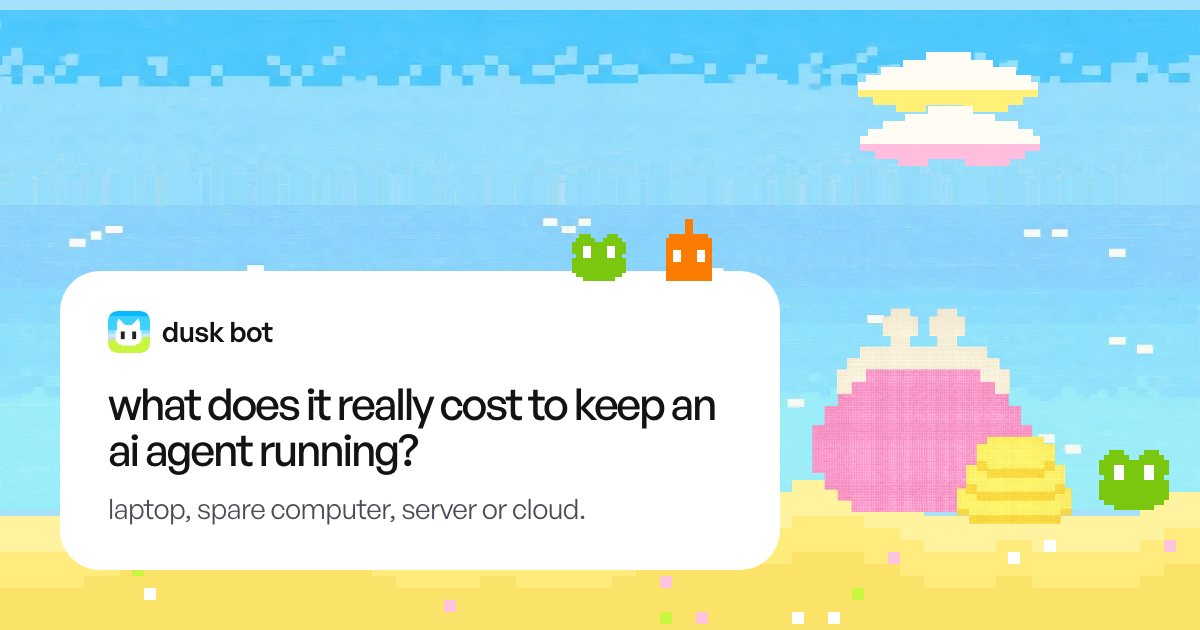 dusk bot
what does it really cost to keep an
ai agent running?
laptop, spare computer, server or cloud.